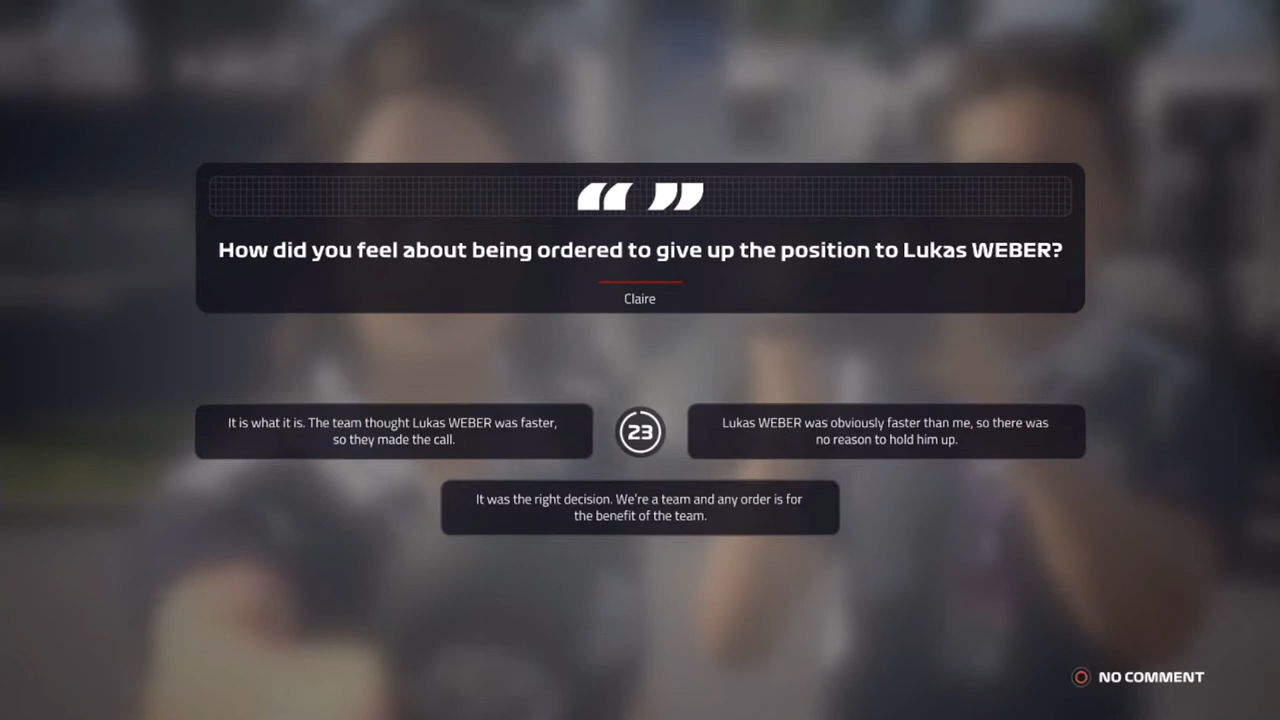 “ ”
How did you feel about being ordered to give up the position to Lukas WEBER?
Claire
It is what it is. The team thought Lukas WEBER was faster,
so they made the call.
23
Lukas WEBER was obviously faster than me, so there was
no reason to hold him up.
It was the right decision. We're a team and any order is for
the benefit of the team.
NO COMMENT